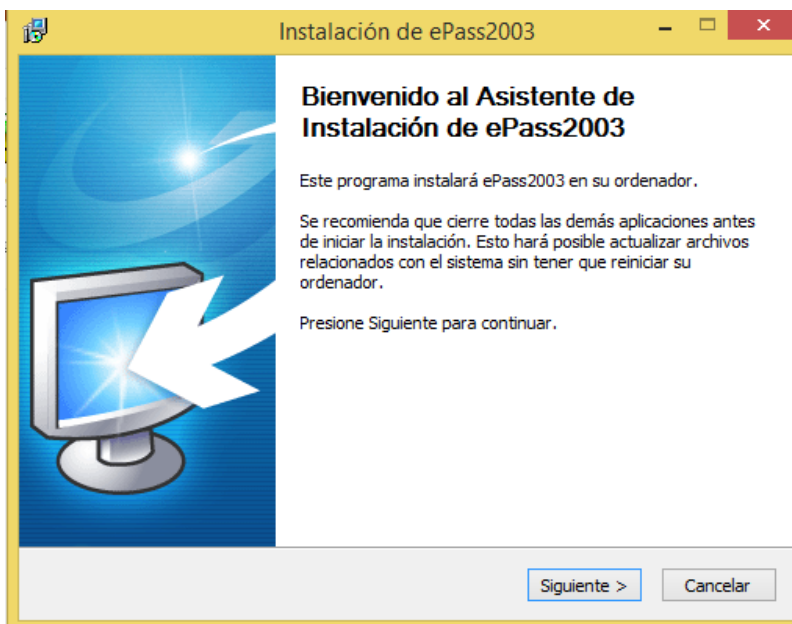 Instalación de ePass2003
Bienvenido al Asistente de
Instalación de ePass2003
Este programa instalará ePass2003 en su ordenador.
Se recomienda que cierre todas las demás aplicaciones antes
de iniciar la instalación. Esto hará posible actualizar archivos
relacionados con el sistema sin tener que reiniciar su
ordenador.
Presione Siguiente para continuar.
Siguiente >
Cancelar